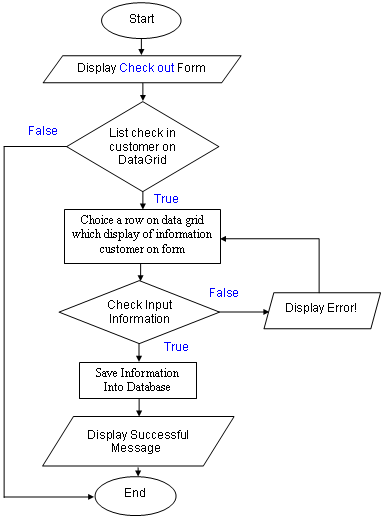 Start
Display Check out Form
False
List check in
customer on
DataGrid
True
Choice a row on data grid
which display of information
customer on form
False
Check Input
Information
Display Error!
True
Save Information
Into Database
Display Successful
Message
End